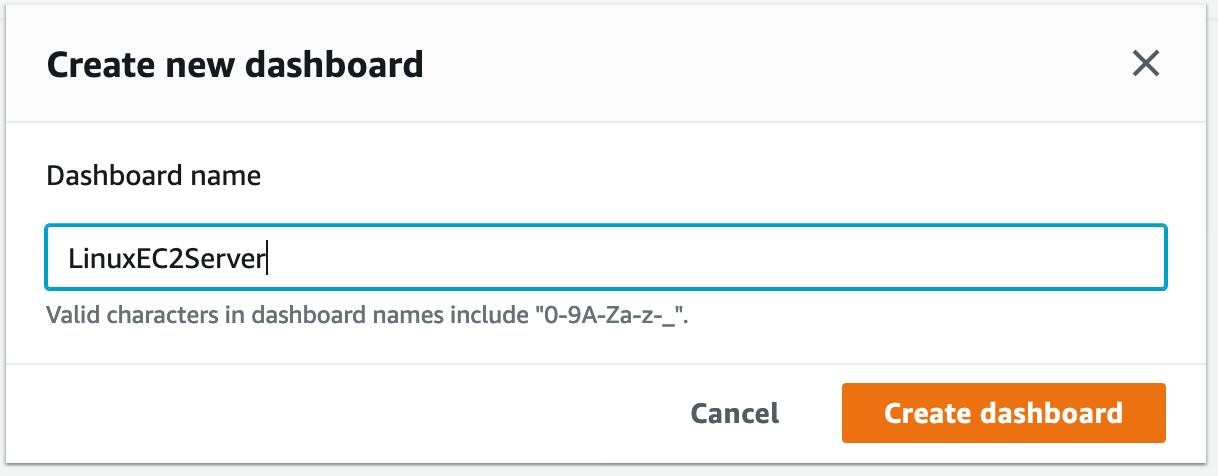 Create new dashboard
Dashboard name
LinuxEC2Server
Valid characters in dashboard names include "0-9A-Za-z-_".
Cancel
Create dashboard